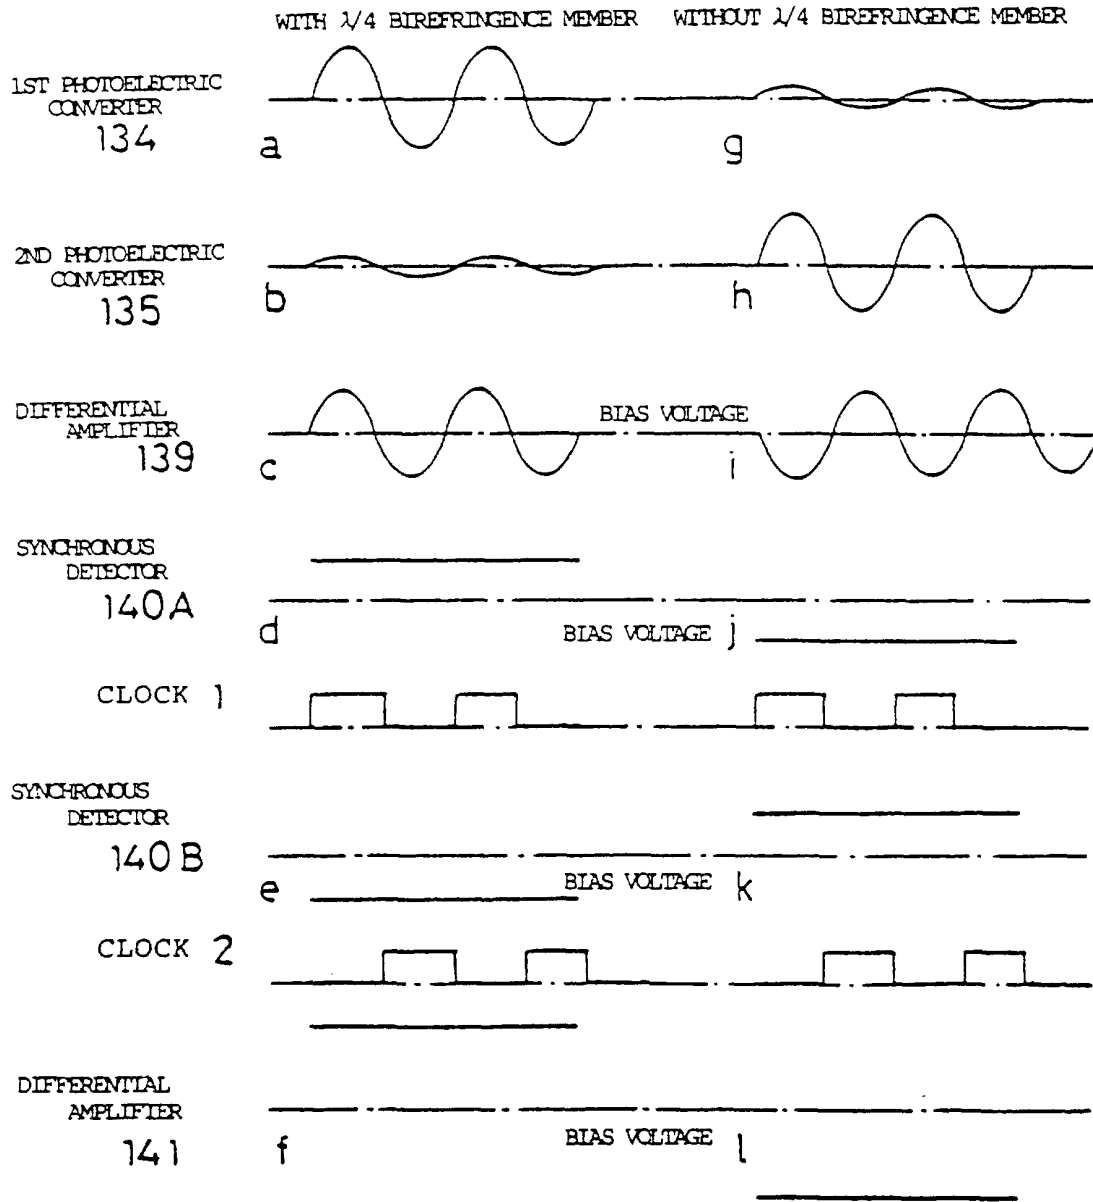 WITH λ/4 BIREFRINGENCE MEMBER
WITHOUT λ/4 BIREFRINGENCE MEMBER
1ST PHOTOELECTRIC
CONVERTER
134
a
g
2ND PHOTOELECTRIC
CONVERTER
135
b
h
DIFFERENTIAL
AMPLIFIER
139
c
BIAS VOLTAGE
i
SYNCHRONOUS
DETECTOR
140A
d
BIAS VOLTAGE
j
CLOCK 1
SYNCHRONOUS
DETECTOR
140B
e
BIAS VOLTAGE
k
CLOCK 2
DIFFERENTIAL
AMPLIFIER
141
f
BIAS VOLTAGE
l